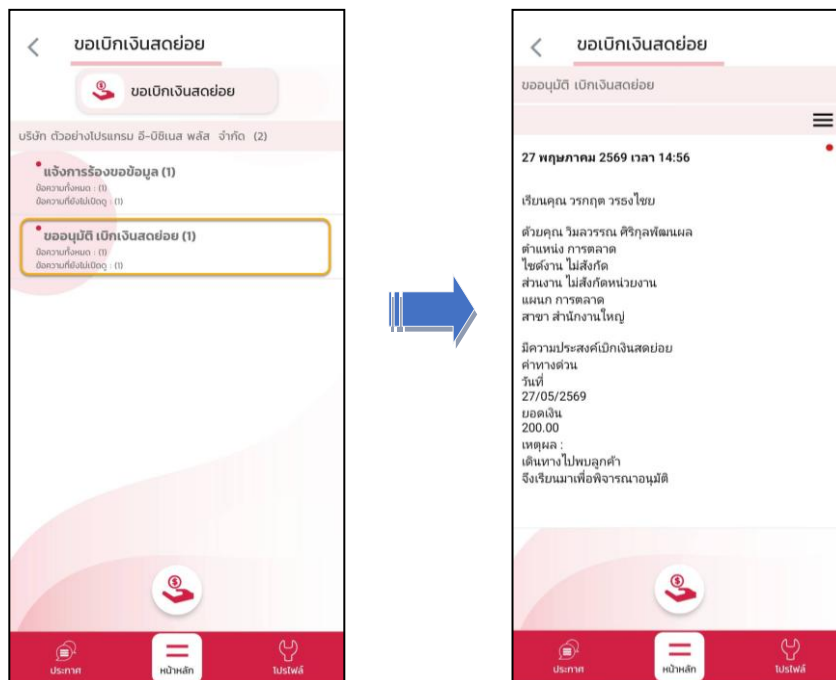 ขอเบิกเงินสดย่อย
ขอเบิกเงินสดย่อย
บริษัท ตัวอย่างโปรแกรม อี-บิซิเนส พลัส จำกัด (2)
แจ้งการร้องขอข้อมูล (1)
ข้อความทั้งหมด : (1)
ข้อความที่ยังไม่เปิดดู : (1)
ขออนุมัติ เบิกเงินสดย่อย (1)
ข้อความทั้งหมด : (1)
ข้อความที่ยังไม่เปิดดู : (1)
ประกาศ
หน้าหลัก
โปรไฟล์
ขอเบิกเงินสดย่อย
ขออนุมัติ เบิกเงินสดย่อย
27 พฤษภาคม 2569 เวลา 14:56
เรียนคุณ วรกฤต วรธงไชย
ด้วยคุณ วิมลวรรณ ศิริกุลพัฒนผล
ตำแหน่ง การตลาด
ไซต์งาน ไม่สังกัด
ส่วนงาน ไม่สังกัดหน่วยงาน
แผนก การตลาด
สาขา สำนักงานใหญ่
มีความประสงค์เบิกเงินสดย่อย
ค่าทางด่วน
วันที่
27/05/2569
ยอดเงิน
200.00
เหตุผล :
เดินทางไปพบลูกค้า
จึงเรียนมาเพื่อพิจารณาอนุมัติ
ประกาศ
หน้าหลัก
โปรไฟล์